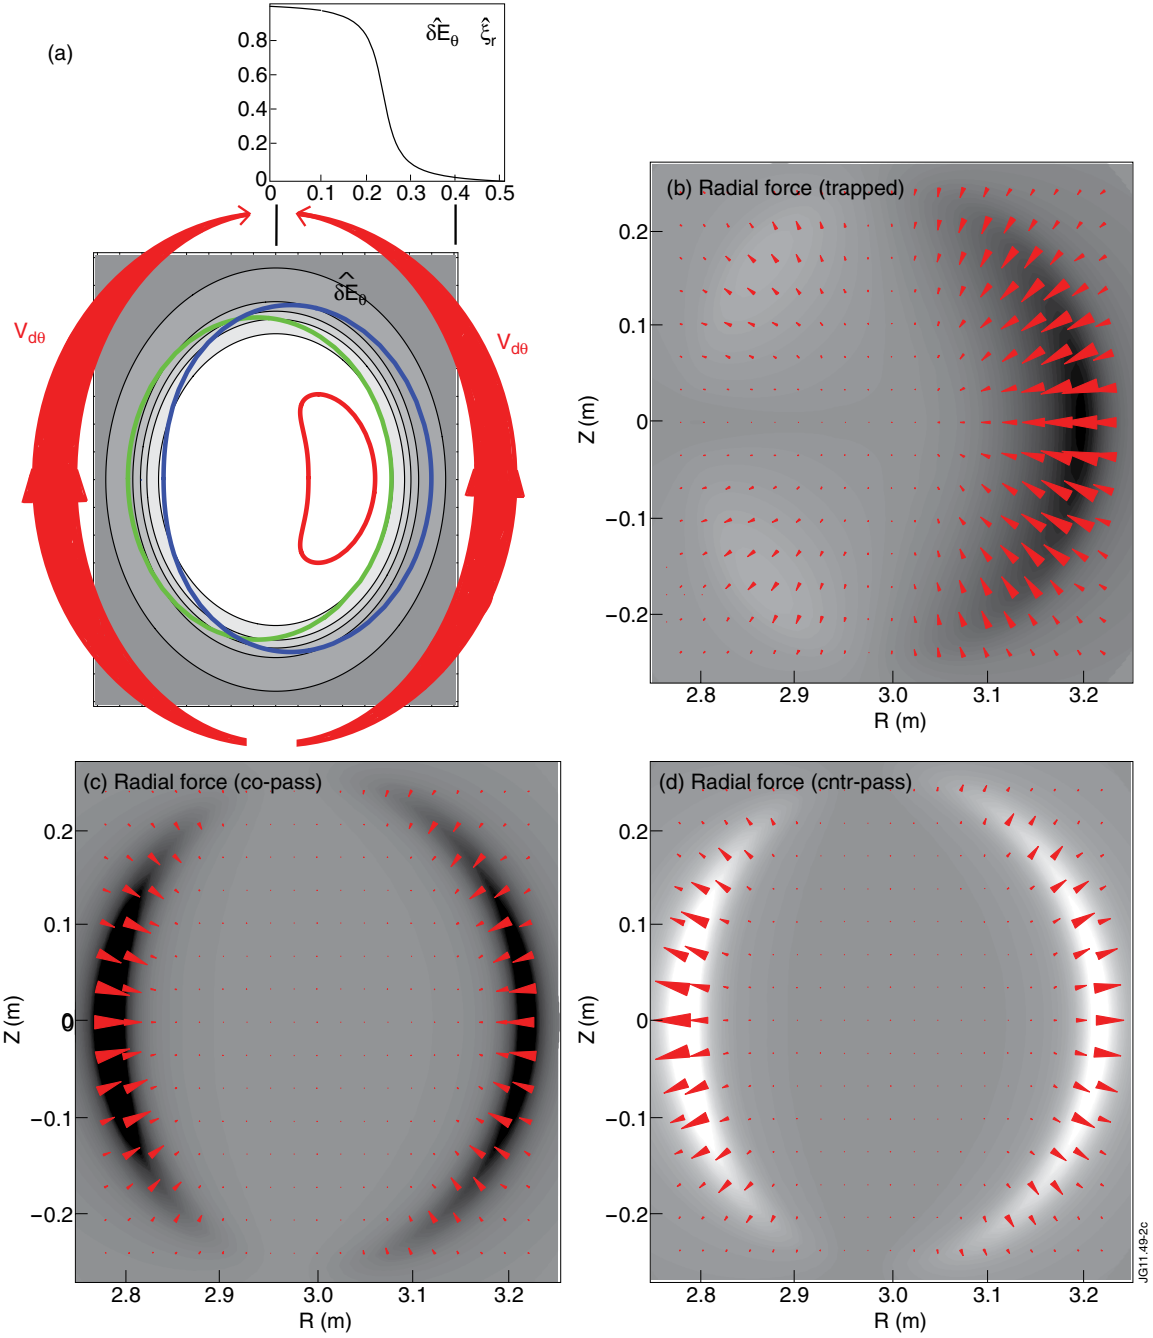 (a)
δÊθ ξ̂r
0.8
0.6
0.4
0.2
0
0 0.1 0.2 0.3 0.4 0.5
δÊθ
Vdθ
Vdθ
(b) Radial force (trapped)
0.2
0.1
0
−0.1
−0.2
Z (m)
2.8 2.9 3.0 3.1 3.2
R (m)
(c) Radial force (co-pass)
0.2
0.1
0
−0.1
−0.2
Z (m)
2.8 2.9 3.0 3.1 3.2
R (m)
(d) Radial force (cntr-pass)
0.2
0.1
0
−0.1
−0.2
Z (m)
2.8 2.9 3.0 3.1 3.2
R (m)
JG11.49-2c